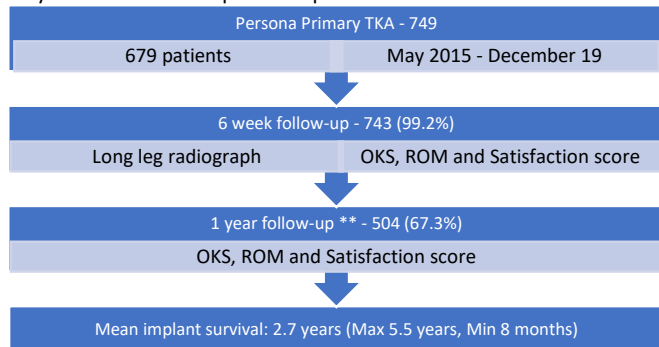 Persona Primary TKA - 749
679 patients
May 2015 - December 19
6 week follow-up - 743 (99.2%)
Long leg radiograph
OKS, ROM and Satisfaction score
1 year follow-up ** - 504 (67.3%)
OKS, ROM and Satisfaction score
Mean implant survival: 2.7 years (Max 5.5 years, Min 8 months)